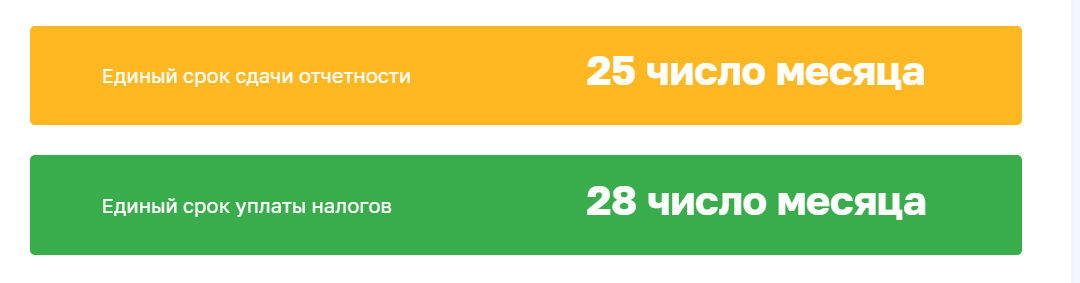 Единый срок сдачи отчетности
25 число месяца
Единый срок уплаты налогов
28 число месяца